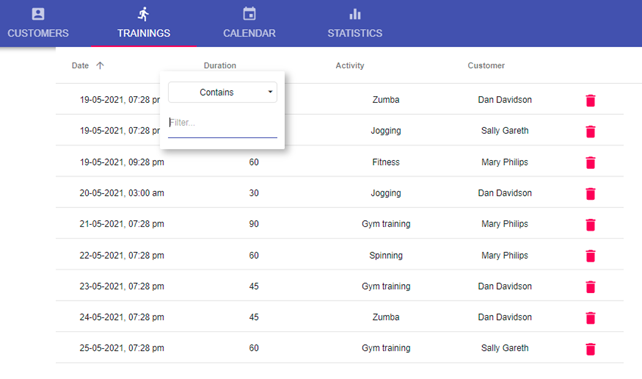 CUSTOMERS TRAININGS CALENDAR STATISTICS
Date Duration Activity Customer
Contains
Filter...
19-05-2021, 07:28 pm Zumba Dan Davidson
19-05-2021, 07:28 pm Jogging Sally Gareth
19-05-2021, 09:28 pm 60 Fitness Mary Philips
20-05-2021, 03:00 am 30 Jogging Dan Davidson
21-05-2021, 07:28 pm 90 Gym training Mary Philips
22-05-2021, 07:28 pm 60 Spinning Mary Philips
23-05-2021, 07:28 pm 45 Gym training Dan Davidson
24-05-2021, 07:28 pm 45 Zumba Dan Davidson
25-05-2021, 07:28 pm 60 Gym training Sally Gareth